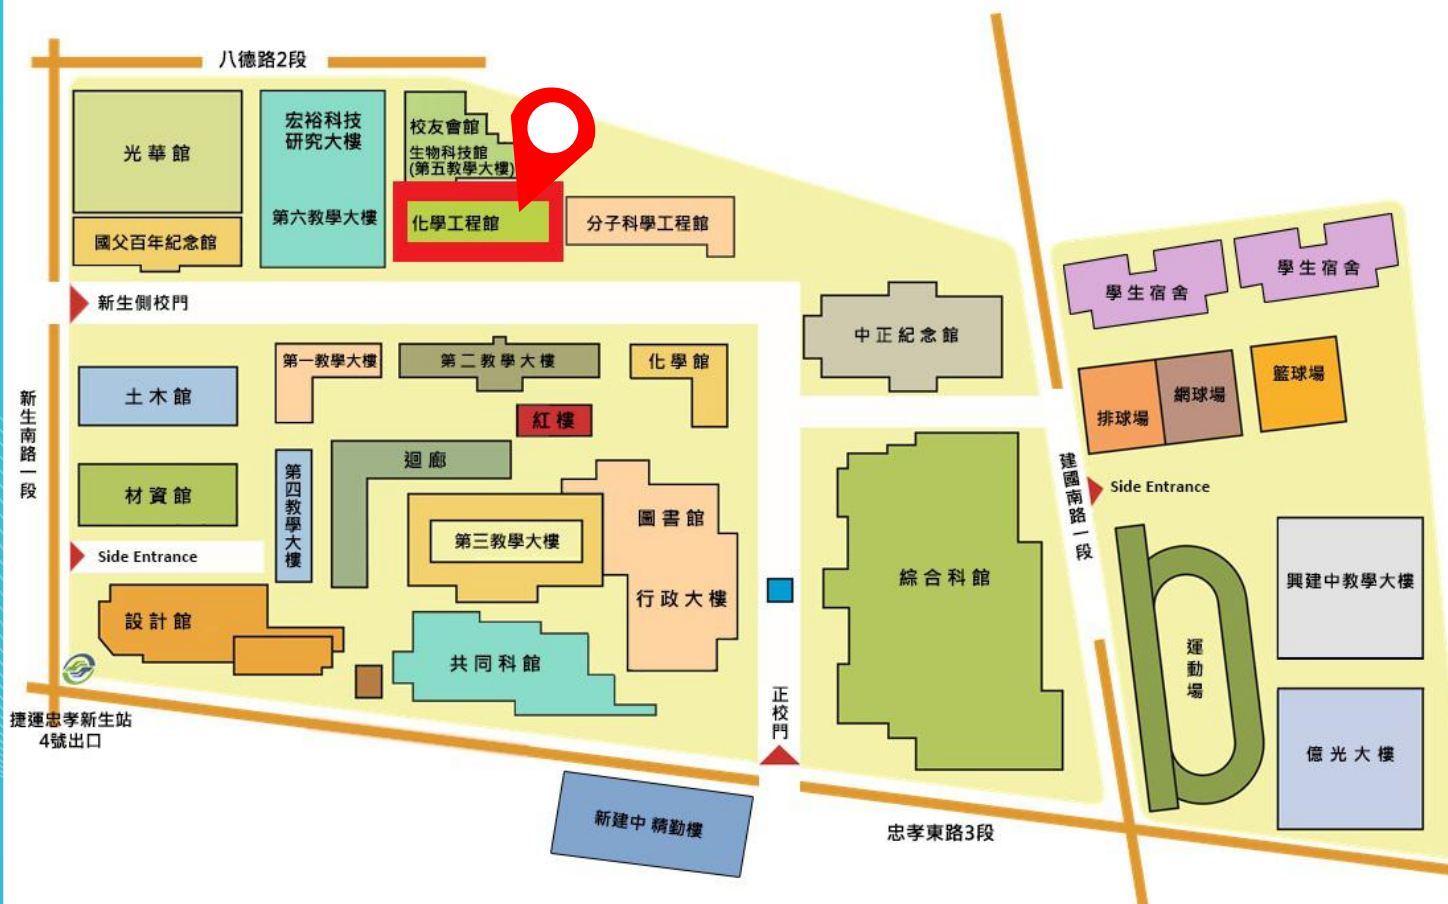 八德路2段
光華館
宏裕科技
研究大樓
第六教學大樓
校友會館
生物科技館
(第五教學大樓)
化學工程館
分子科學工程館
國父百年紀念館
新生側校門
中正紀念館
學生宿舍
學生宿舍
第一教學大樓
第二教學大樓
化學館
土木館
紅樓
排球場
網球場
籃球場
新生南路一段
材資館
第四教學大樓
迴廊
第三教學大樓
圖書館
行政大樓
綜合科館
建國南路一段
Side Entrance
Side Entrance
設計館
共同科館
正校門
運動場
興建中教學大樓
億光大樓
捷運忠孝新生站
4號出口
新建中 精勤樓
忠孝東路3段